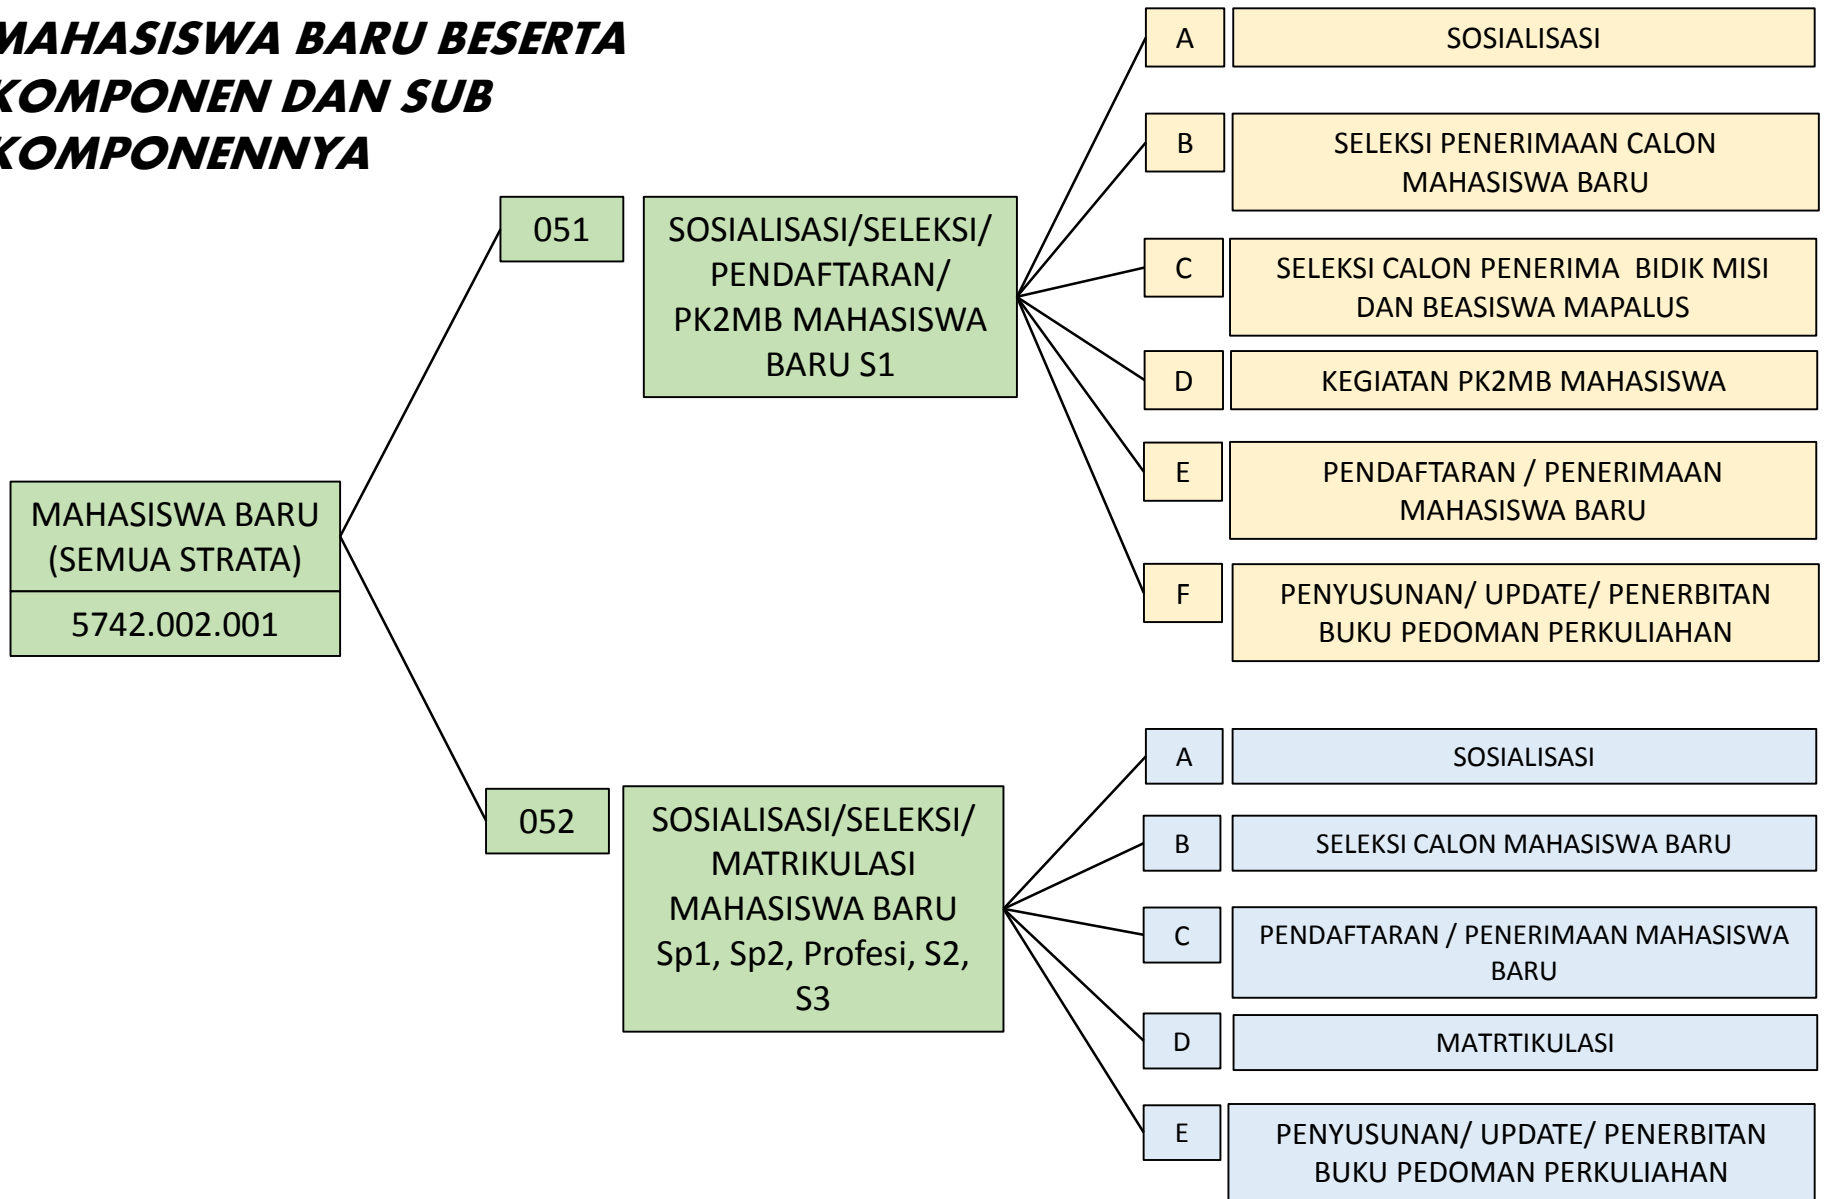 MAHASISWA BARU BESERTA
KOMPONEN DAN SUB
KOMPONENNYA
MAHASISWA BARU
(SEMUA STRATA)
5742.002.001
051
SOSIALISASI/SELEKSI/
PENDAFTARAN/
PK2MB MAHASISWA
BARU S1
A
SOSIALISASI
B
SELEKSI PENERIMAAN CALON
MAHASISWA BARU
C
SELEKSI CALON PENERIMA  BIDIK MISI
DAN BEASISWA MAPALUS
D
KEGIATAN PK2MB MAHASISWA
E
PENDAFTARAN / PENERIMAAN
MAHASISWA BARU
F
PENYUSUNAN/ UPDATE/ PENERBITAN
BUKU PEDOMAN PERKULIAHAN
052
SOSIALISASI/SELEKSI/
MATRIKULASI
MAHASISWA BARU
Sp1, Sp2, Profesi, S2,
S3
A
SOSIALISASI
B
SELEKSI CALON MAHASISWA BARU
C
PENDAFTARAN / PENERIMAAN MAHASISWA
BARU
D
MATRTIKULASI
E
PENYUSUNAN/ UPDATE/ PENERBITAN
BUKU PEDOMAN PERKULIAHAN